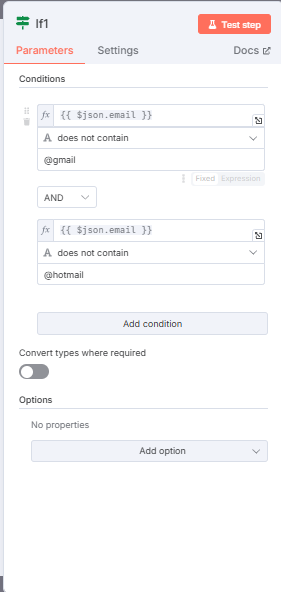 If1
Test step
Parameters
Settings
Docs
Conditions
fx {{ $json.email }}
A does not contain
@gmail
Fixed Expression
AND
fx {{ $json.email }}
A does not contain
@hotmail
Add condition
Convert types where required
Options
No properties
Add option